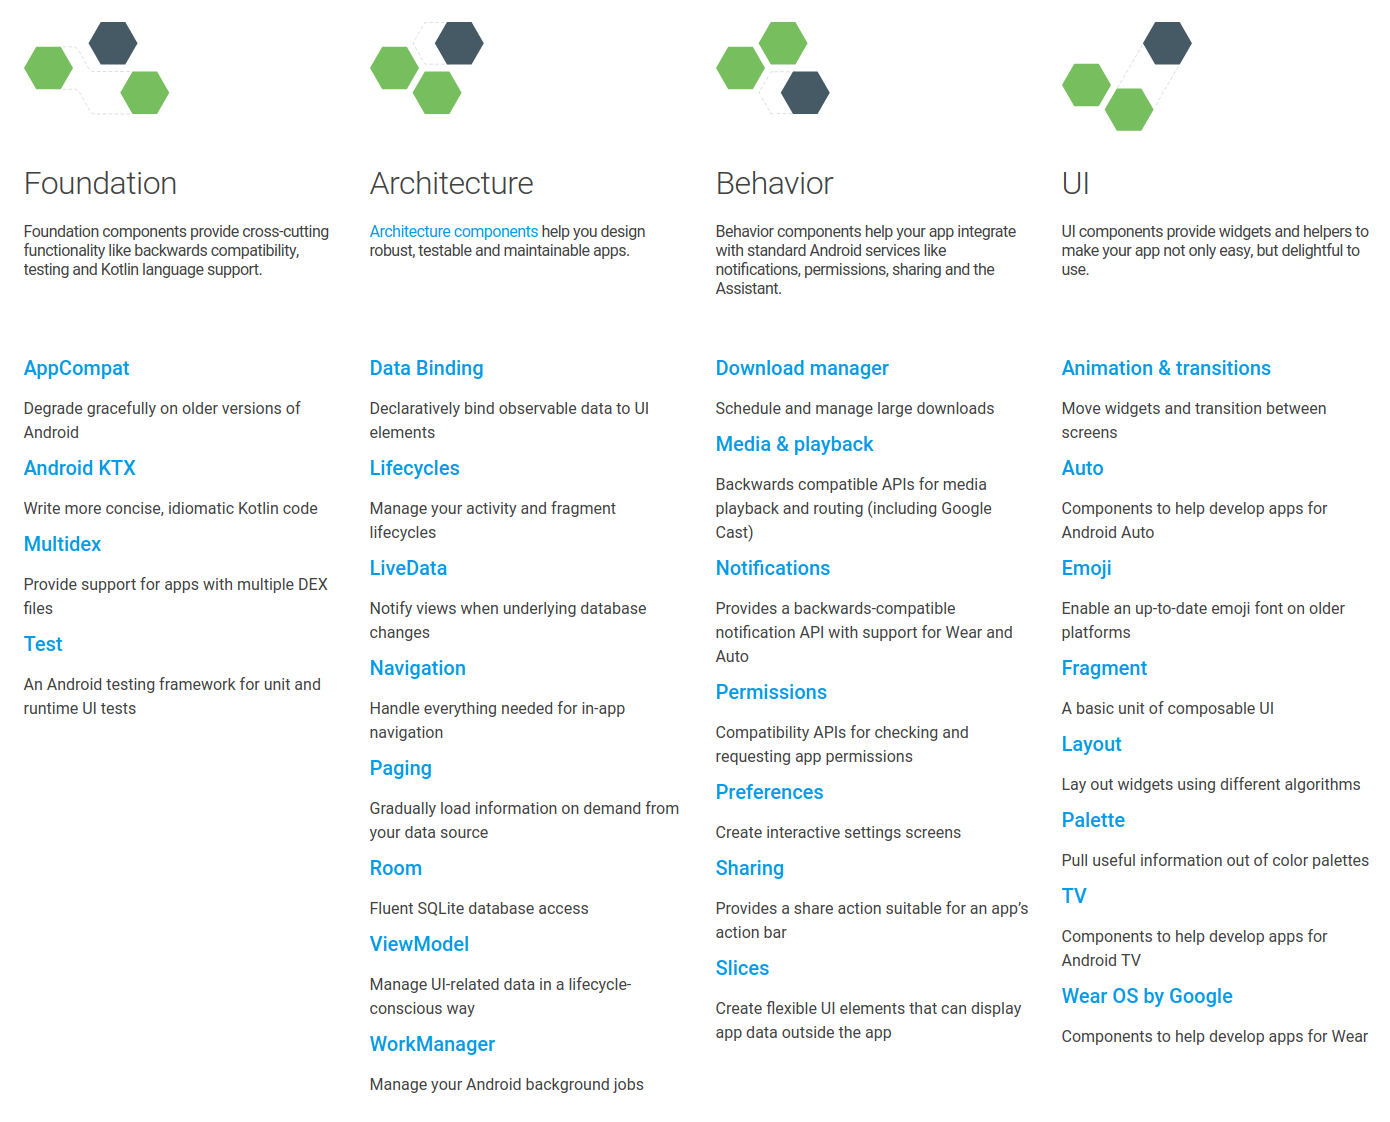 Foundation
Foundation components provide cross-cutting
functionality like backwards compatibility,
testing and Kotlin language support.
AppCompat
Degrade gracefully on older versions of
Android
Android KTX
Write more concise, idiomatic Kotlin code
Multidex
Provide support for apps with multiple DEX
files
Test
An Android testing framework for unit and
runtime UI tests
Architecture
Architecture components help you design
robust, testable and maintainable apps.
Data Binding
Declaratively bind observable data to UI
elements
Lifecycles
Manage your activity and fragment
lifecycles
LiveData
Notify views when underlying database
changes
Navigation
Handle everything needed for in-app
navigation
Paging
Gradually load information on demand from
your data source
Room
Fluent SQLite database access
ViewModel
Manage UI-related data in a lifecycle-
conscious way
WorkManager
Manage your Android background jobs
Behavior
Behavior components help your app integrate
with standard Android services like
notifications, permissions, sharing and the
Assistant.
Download manager
Schedule and manage large downloads
Media & playback
Backwards compatible APIs for media
playback and routing (including Google
Cast)
Notifications
Provides a backwards-compatible
notification API with support for Wear and
Auto
Permissions
Compatibility APIs for checking and
requesting app permissions
Preferences
Create interactive settings screens
Sharing
Provides a share action suitable for an app’s
action bar
Slices
Create flexible UI elements that can display
app data outside the app
UI
UI components provide widgets and helpers to
make your app not only easy, but delightful to
use.
Animation & transitions
Move widgets and transition between
screens
Auto
Components to help develop apps for
Android Auto
Emoji
Enable an up-to-date emoji font on older
platforms
Fragment
A basic unit of composable UI
Layout
Lay out widgets using different algorithms
Palette
Pull useful information out of color palettes
TV
Components to help develop apps for
Android TV
Wear OS by Google
Components to help develop apps for Wear